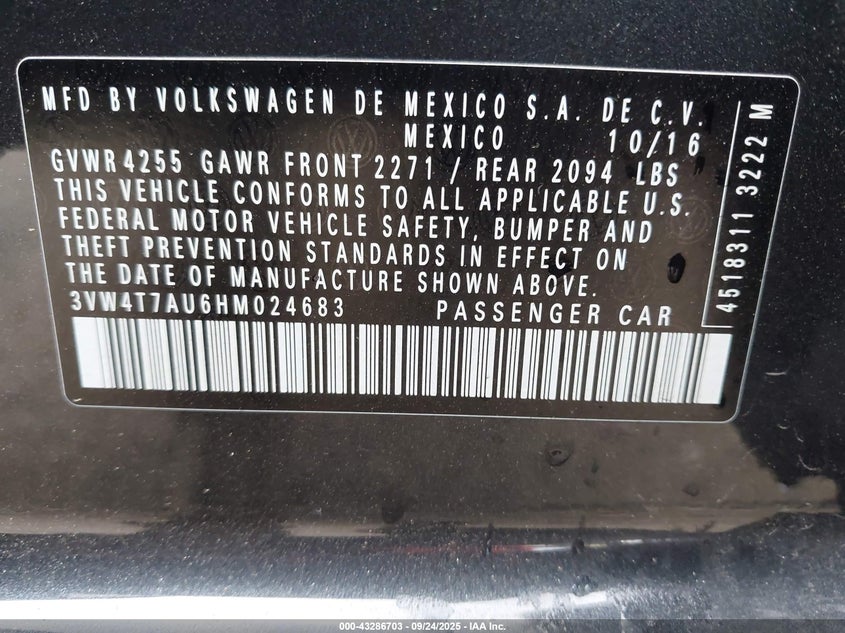 MFD BY VOLKSWAGEN DE MEXICO S.A. DE C.V.
MEXICO 10/16
GVWR 4255 GAWR FRONT 2271 / REAR 2094 LBS
THIS VEHICLE CONFORMS TO ALL APPLICABLE U.S.
FEDERAL MOTOR VEHICLE SAFETY, BUMPER AND
THEFT PREVENTION STANDARDS IN EFFECT ON
THE DATE OF MANUFACTURE SHOWN ABOVE.
3VW4T7AU6HM024683 PASSENGER CAR
4518311 3222 M
000-43286703 - 09/24/2025 - IAA Inc.